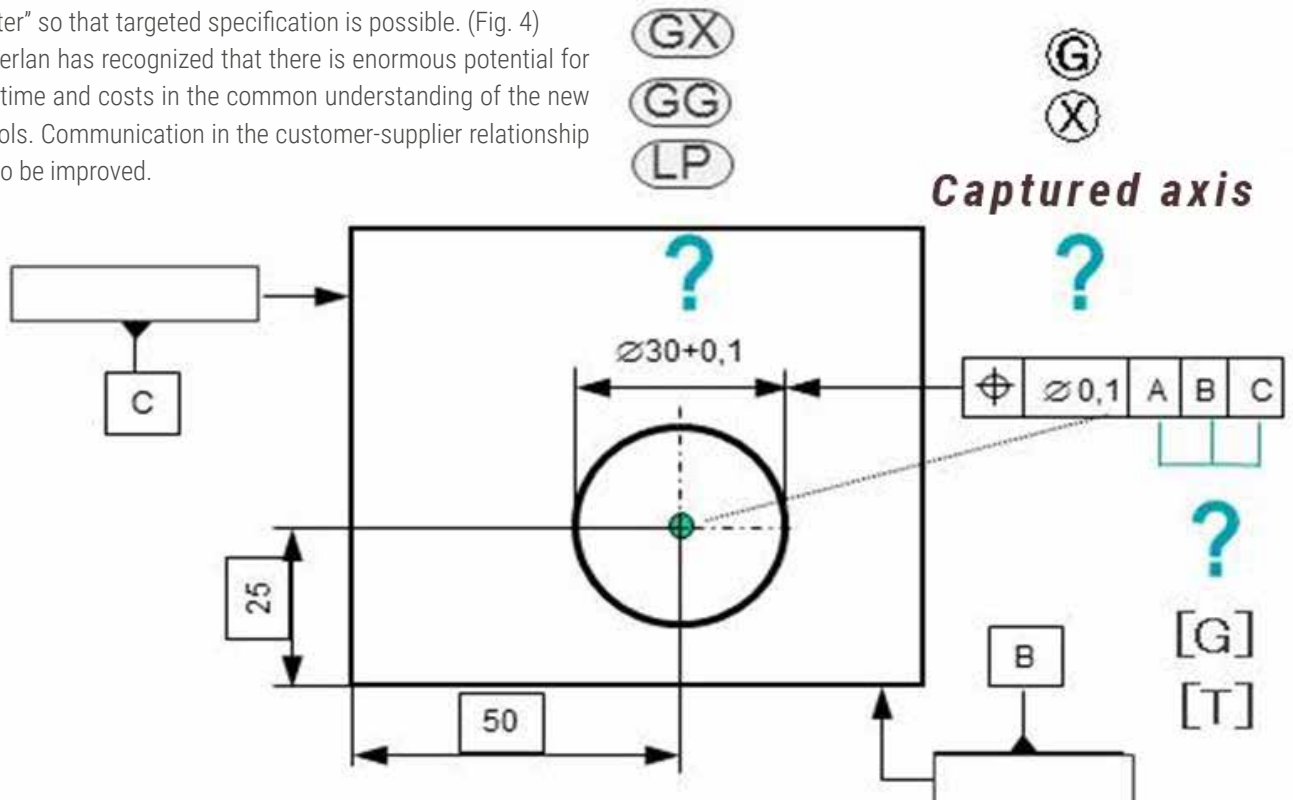 ter” so that targeted specification is possible. (Fig. 4)
erlan has recognized that there is enormous potential for
time and costs in the common understanding of the new
ols. Communication in the customer-supplier relationship
o be improved.
GX
GG
LP
G
X
Captured axis
?
?
⌀30+0,1
C
⌖ ⌀0,1 A B C
?
25
[G]
B
[T]
50